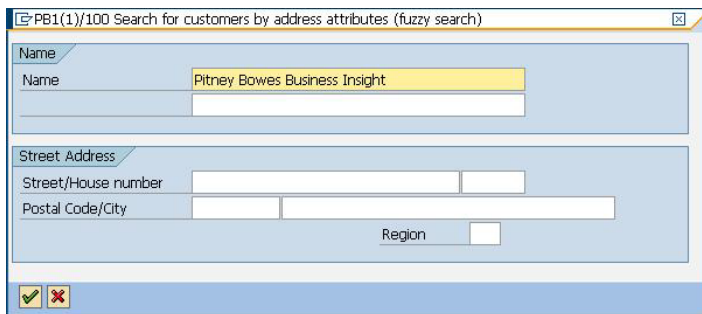 PB1(1)/100 Search for customers by address attributes (fuzzy search)
Name
Name Pitney Bowes Business Insight
Street Address
Street/House number
Postal Code/City
Region